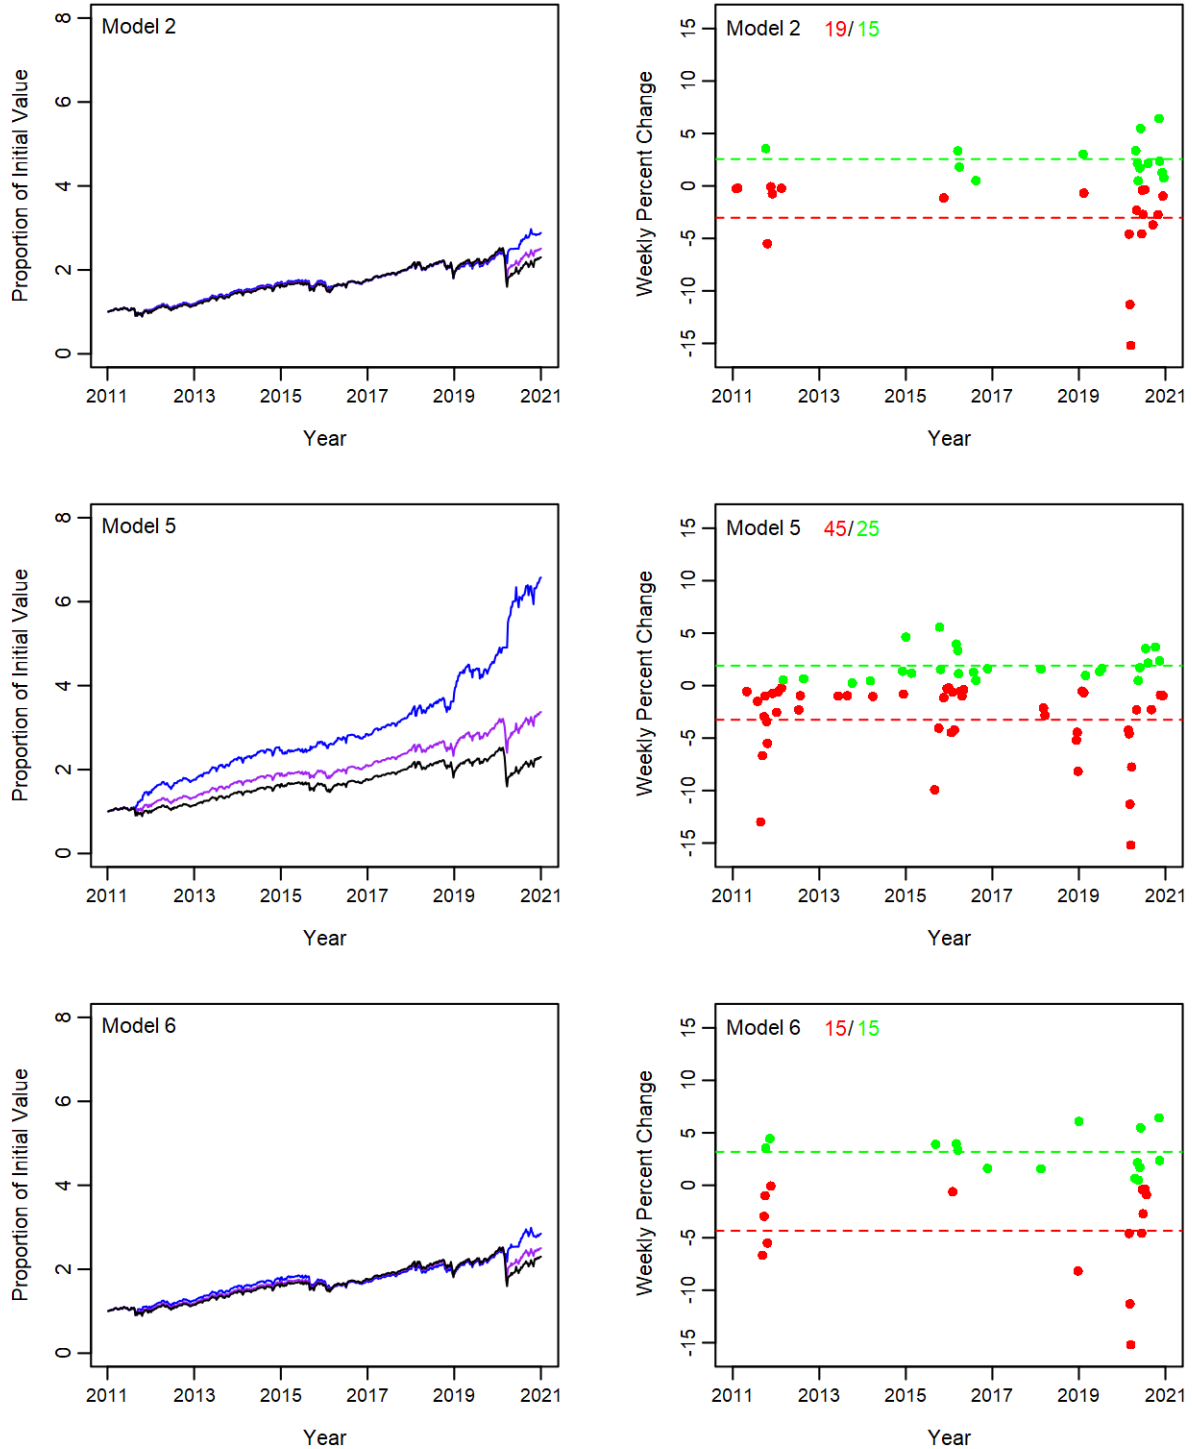 Model 2
Proportion of Initial Value
0
2
4
6
8
2011 2013 2015 2017 2019 2021
Year
Model 2 19/15
Weekly Percent Change
-15
-10
-5
0
5
10
15
2011 2013 2015 2017 2019 2021
Year
Model 5
Proportion of Initial Value
0
2
4
6
8
2011 2013 2015 2017 2019 2021
Year
Model 5 45/25
Weekly Percent Change
-15
-10
-5
0
5
10
15
2011 2013 2015 2017 2019 2021
Year
Model 6
Proportion of Initial Value
0
2
4
6
8
2011 2013 2015 2017 2019 2021
Year
Model 6 15/15
Weekly Percent Change
-15
-10
-5
0
5
10
15
2011 2013 2015 2017 2019 2021
Year